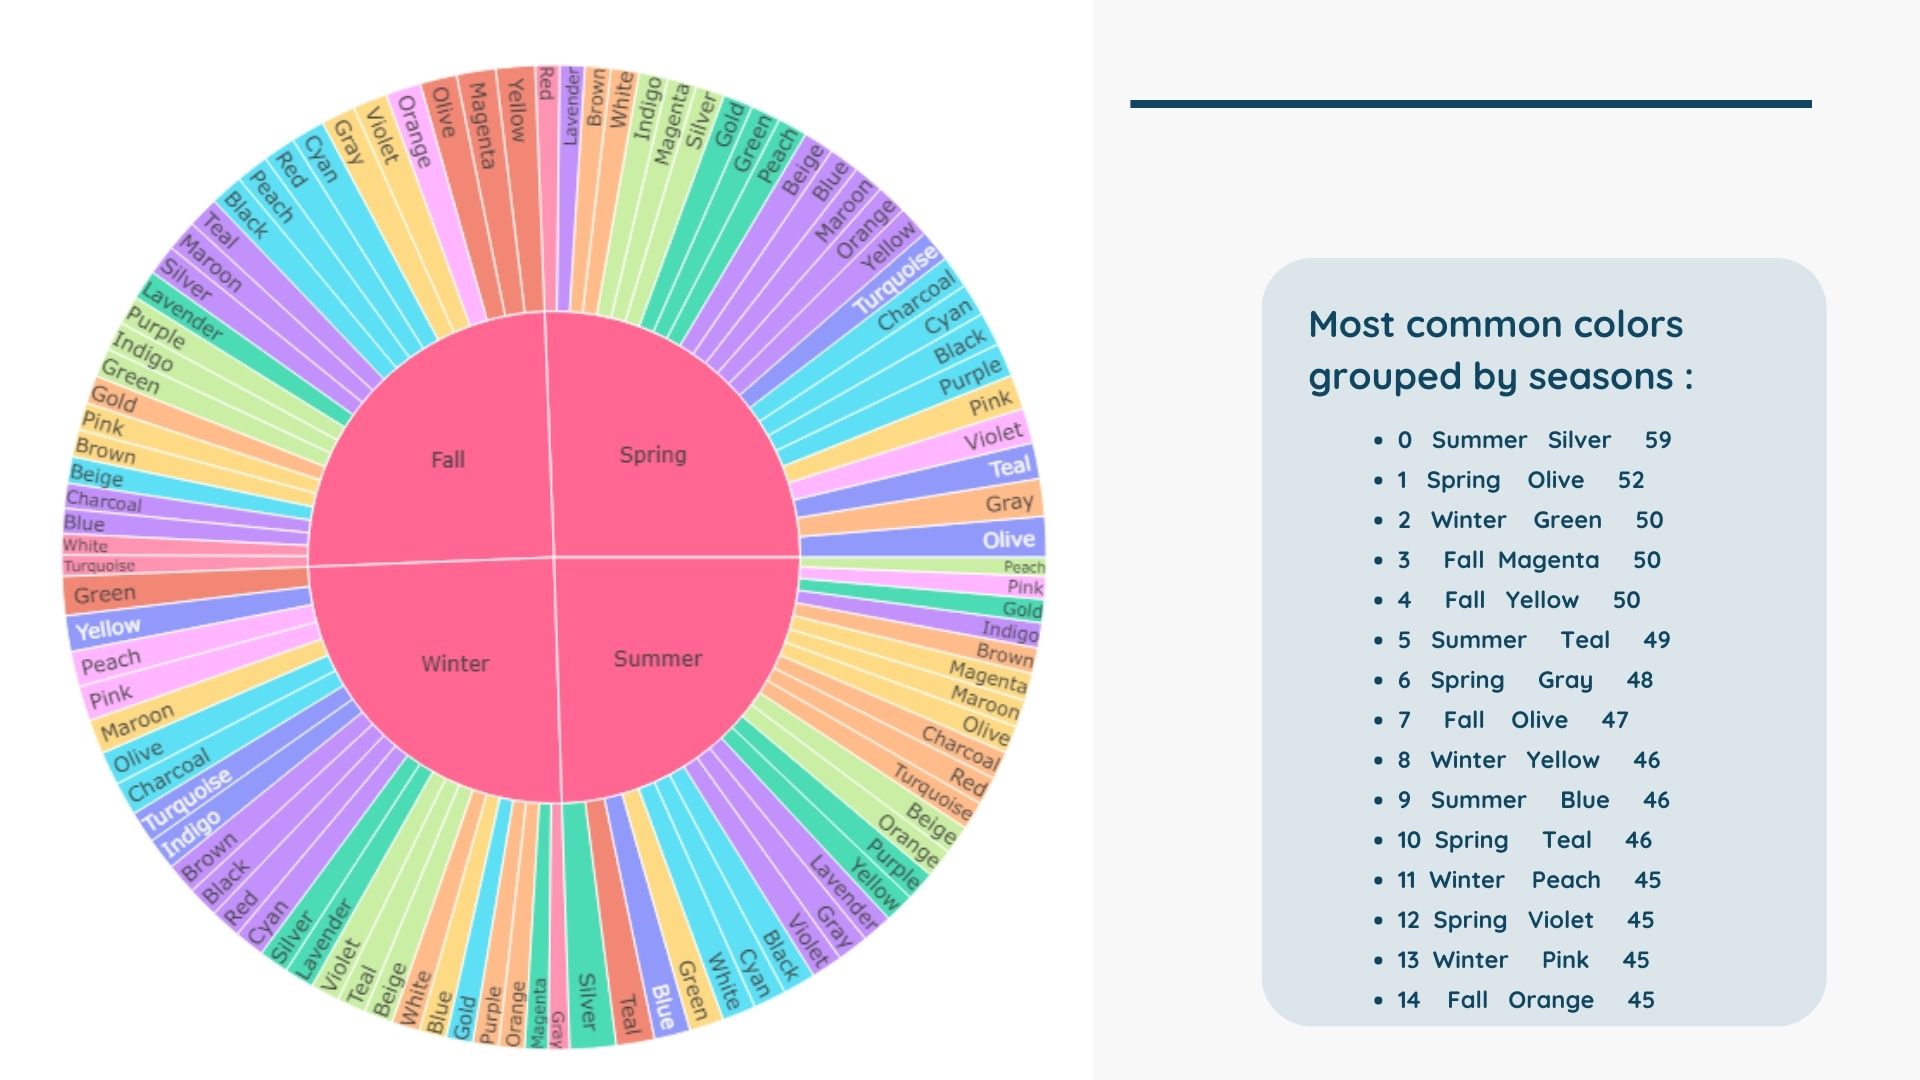 Red
Lavender
Brown
White
Indigo
Magenta
Silver
Gold
Green
Peach
Beige
Blue
Maroon
Orange
Yellow
Turquoise
Charcoal
Cyan
Black
Purple
Pink
Violet
Teal
Gray
Olive
Peach
Pink
Gold
Indigo
Brown
Magenta
Maroon
Olive
Charcoal
Red
Turquoise
Beige
Orange
Purple
Yellow
Lavender
Gray
Violet
Black
Cyan
White
Green
Blue
Teal
Silver
Gray
Magenta
Orange
Purple
Gold
Blue
White
Beige
Teal
Violet
Lavender
Silver
Cyan
Red
Black
Brown
Indigo
Turquoise
Charcoal
Olive
Maroon
Pink
Peach
Yellow
Green
Turquoise
White
Blue
Charcoal
Beige
Brown
Pink
Gold
Green
Indigo
Purple
Lavender
Silver
Maroon
Teal
Black
Peach
Red
Cyan
Gray
Violet
Orange
Olive
Magenta
Yellow
Fall
Spring
Winter
Summer
Most common colors
grouped by seasons :
• 0 Summer Silver 59
• 1 Spring Olive 52
• 2 Winter Green 50
• 3 Fall Magenta 50
• 4 Fall Yellow 50
• 5 Summer Teal 49
• 6 Spring Gray 48
• 7 Fall Olive 47
• 8 Winter Yellow 46
• 9 Summer Blue 46
• 10 Spring Teal 46
• 11 Winter Peach 45
• 12 Spring Violet 45
• 13 Winter Pink 45
• 14 Fall Orange 45